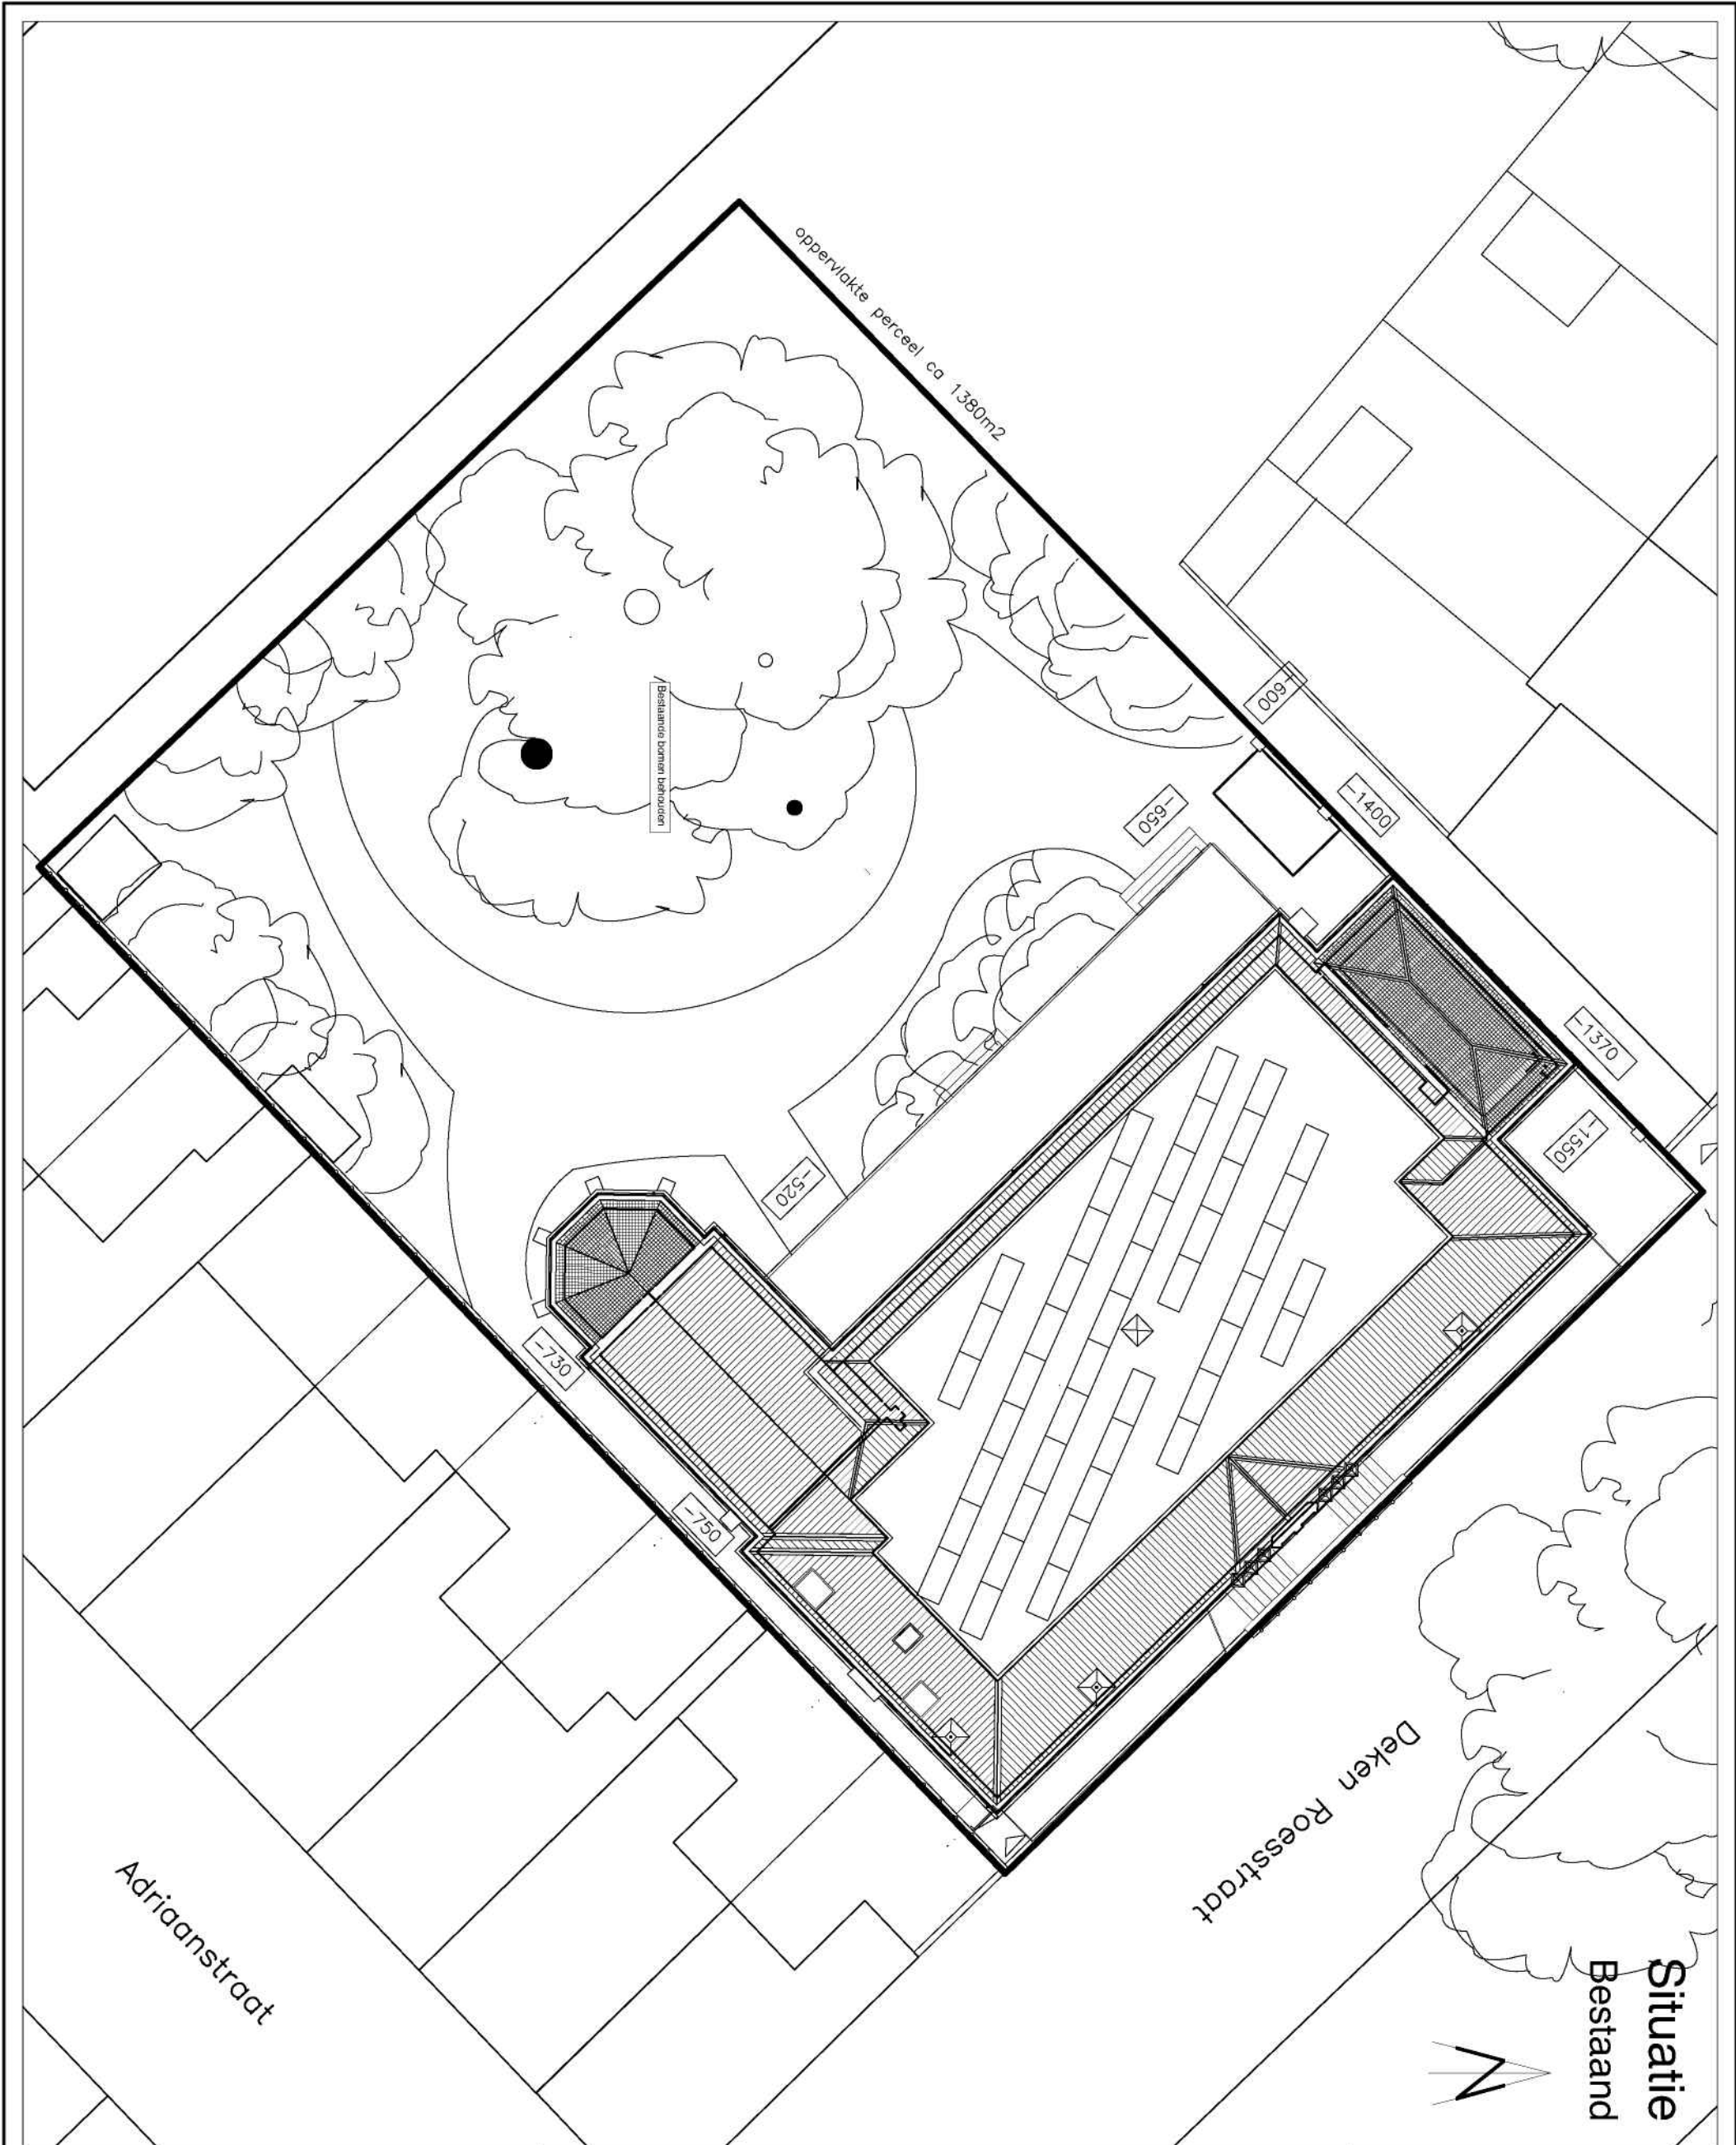 Situatie
Bestaand
oppervlakte perceel ca 1380m2
Bestaande bomen behouden
-600
-1400
-650
-1370
-1550
-520
-730
-750
Deken Roesstraat
Adriaanstraat
N